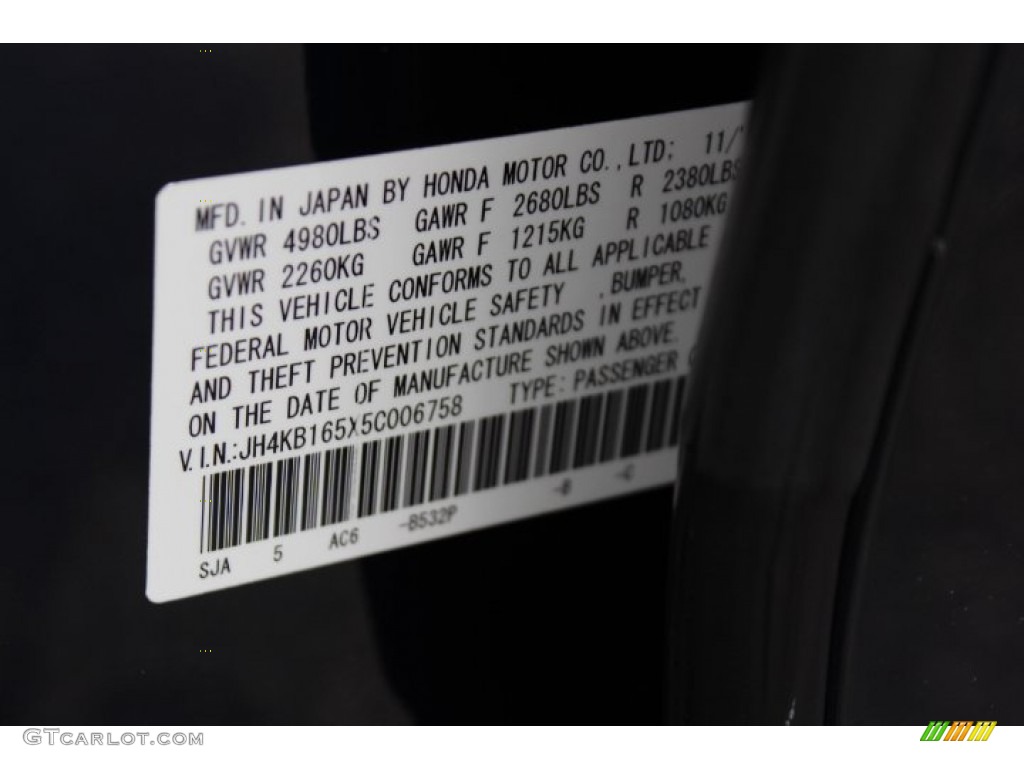 MFD. IN JAPAN BY HONDA MOTOR CO.,LTD; 11/
GVWR 4980LBS GAWR F 2680LBS R 2380LBS
GVWR 2260KG GAWR F 1215KG R 1080KG
THIS VEHICLE CONFORMS TO ALL APPLICABLE
FEDERAL MOTOR VEHICLE SAFETY ,BUMPER,
AND THEFT PREVENTION STANDARDS IN EFFECT
ON THE DATE OF MANUFACTURE SHOWN ABOVE.
V.I.N.:JH4KB165X5C006758 TYPE:PASSENGER
SJA 5 AC6 -B532P -B -C
GTCarlot.com